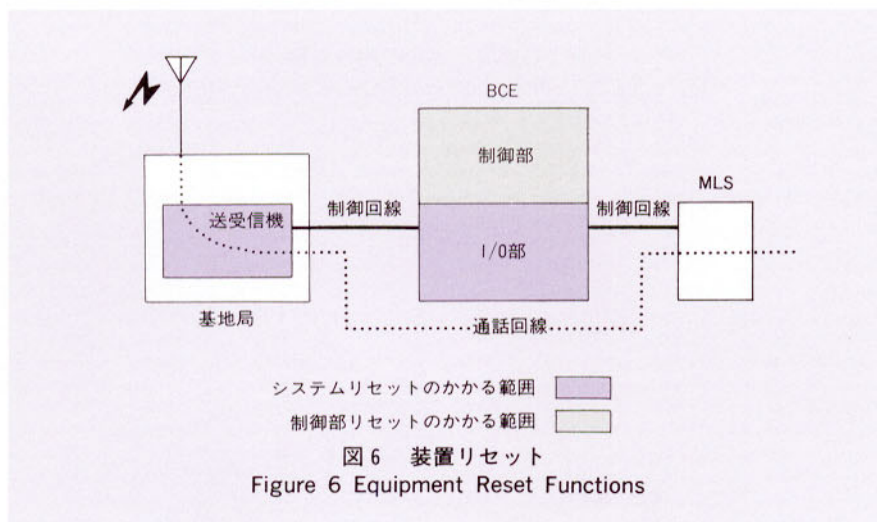 BCE
制御部
MLS
制御回線
制御回線
送受信機
I/O部
基地局
通話回線
システムリセットのかかる範囲
制御部リセットのかかる範囲
図6 装置リセット
Figure 6 Equipment Reset Functions